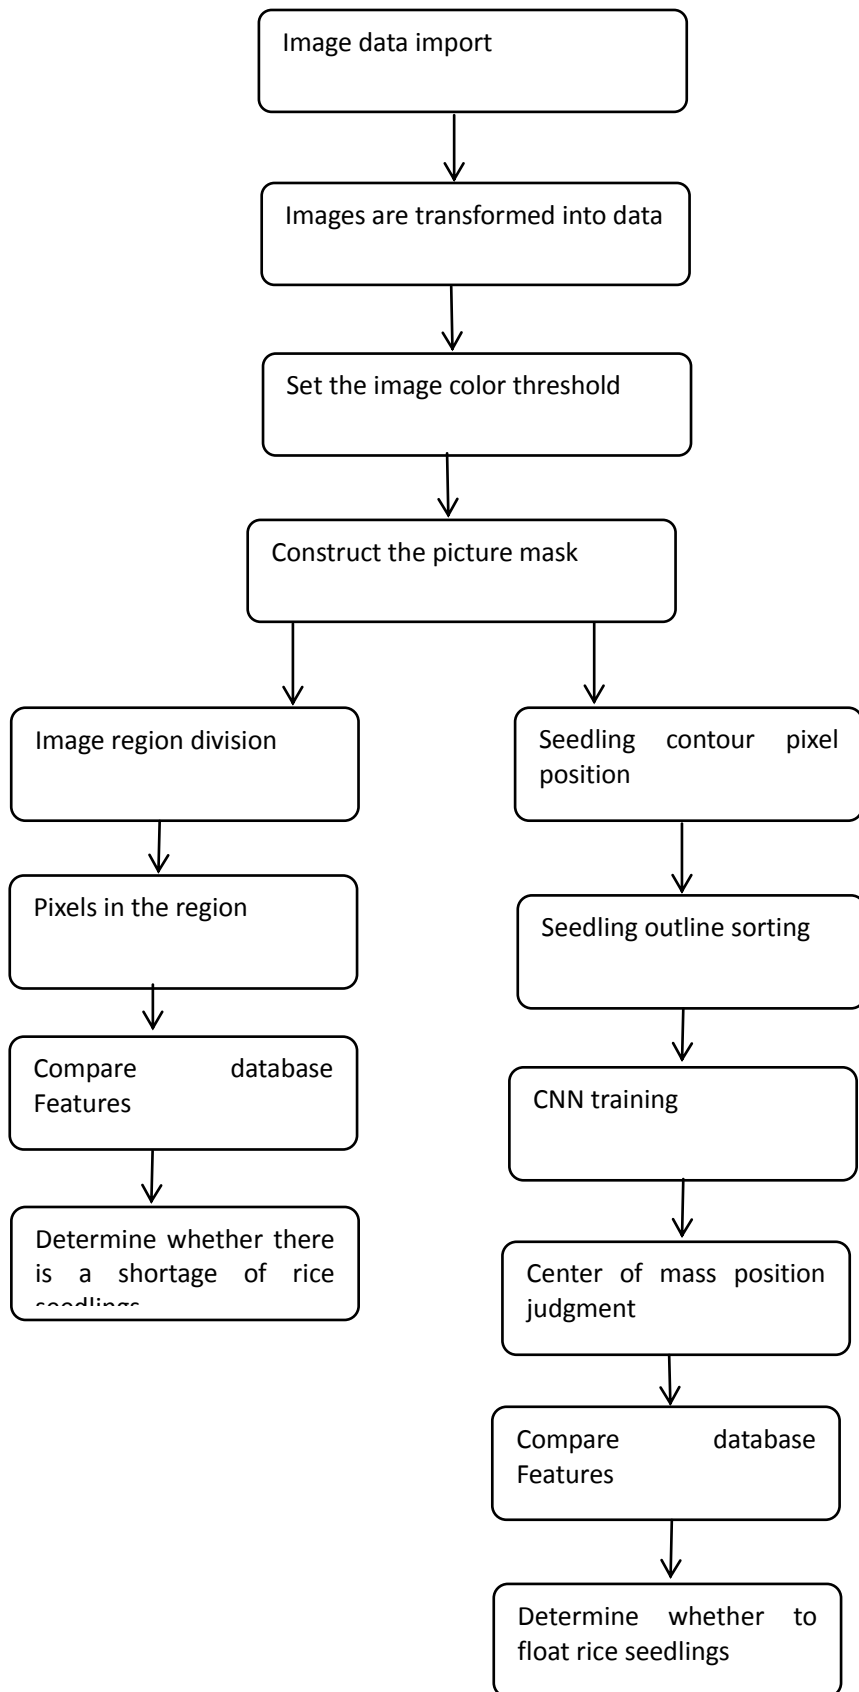 Image data import
Images are transformed into data
Set the image color threshold
Construct the picture mask
Image region division
Pixels in the region
Compare database
Features
Determine whether there
is a shortage of rice
seedlings
Seedling contour pixel
position
Seedling outline sorting
CNN training
Center of mass position
judgment
Compare database
Features
Determine whether to
float rice seedlings